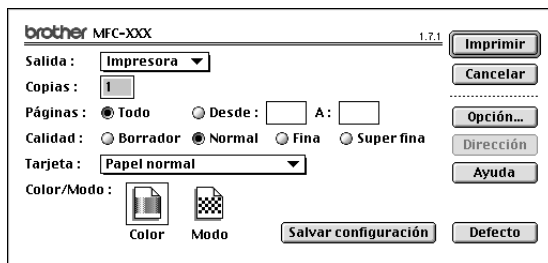 brother MFC-XXX 1.7.1
Imprimir
Salida : Impresora
Cancelar
Copias : 1
Páginas : Todo Desde : A :
Opción...
Calidad : Borrador Normal Fina Super fina
Dirección
Tarjeta : Papel normal
Ayuda
Color/Modo :
Color Modo
Salvar configuración
Defecto